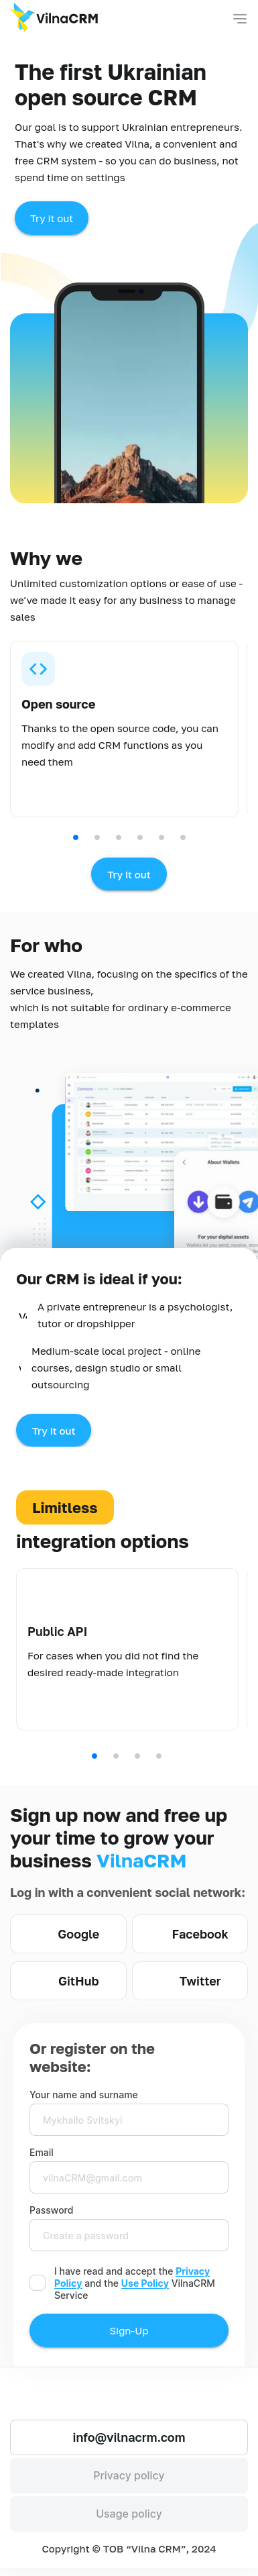 VilnaCRM
The first Ukrainian
open source CRM
Our goal is to support Ukrainian entrepreneurs.
That's why we created Vilna, a convenient and
free CRM system - so you can do business, not
spend time on settings
Try it out
Why we
Unlimited customization options or ease of use -
we've made it easy for any business to manage
sales
Open source
Thanks to the open source code, you can
modify and add CRM functions as you
need them
Try it out
For who
We created Vilna, focusing on the specifics of the
service business,
which is not suitable for ordinary e-commerce
templates
Contacts
About Wallets
For your digital assets
Our CRM is ideal if you:
A private entrepreneur is a psychologist,
tutor or dropshipper
Medium-scale local project - online
courses, design studio or small
outsourcing
Try it out
Limitless
integration options
Public API
For cases when you did not find the
desired ready-made integration
Sign up now and free up
your time to grow your
business VilnaCRM
Log in with a convenient social network:
Google
Facebook
GitHub
Twitter
Or register on the
website:
Your name and surname
Mykhailo Svitskyi
Email
vilnaCRM@gmail.com
Password
Create a password
I have read and accept the Privacy
Policy and the Use Policy VilnaCRM
Service
Sign-Up
info@vilnacrm.com
Privacy policy
Usage policy
Copyright © ТОВ “Vilna CRM”, 2024